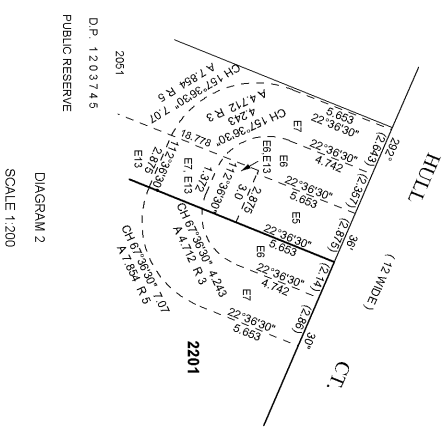 HULL
CT.
( 12 WIDE )
292°
36'
30"
(2.643)
(2.357)
(2.875)
(2.14)
(2.86)
5.653
22°36'30"
E7
22°36'30"
4.742
E6
22°36'30"
5.653
E5
22°36'30"
5.653
E6
22°36'30"
4.742
E7
22°36'30"
5.653
CH 157°36'30" 7.07
A 7.854 R 5
CH 157°36'30"
4.243
A 4.712 R 3
18.778
E6, E13
2.875
3.0
112°36'30"
1.372
E7, E13
112°36'30"
2.875
E13
CH 67°36'30" 4.243
A 4.712 R 3
CH 67°36'30" 7.07
A 7.854 R 5
2201
2051
D.P. 1203745
PUBLIC RESERVE
DIAGRAM 2
SCALE 1:200